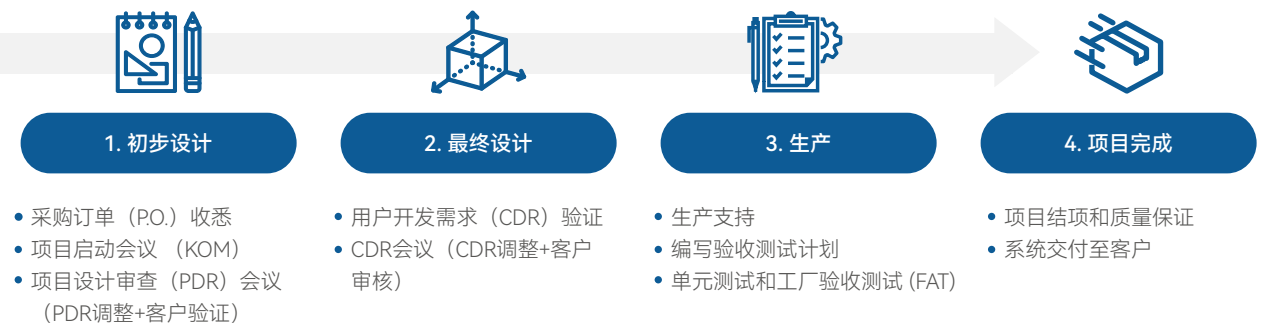 1. 初步设计
采购订单（P.O.）收悉
项目启动会议 （KOM）
项目设计审查（PDR）会议
（PDR调整+客户验证）
2. 最终设计
用户开发需求（CDR）验证
CDR会议（CDR调整+客户
审核）
3. 生产
生产支持
编写验收测试计划
单元测试和工厂验收测试 (FAT)
4. 项目完成
项目结项和质量保证
系统交付至客户